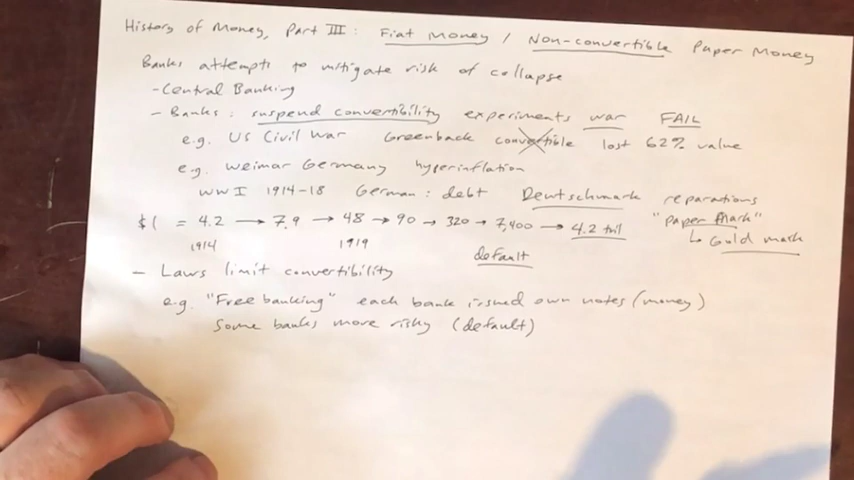 History of Money, Part III: Fiat Money / Non-convertible Paper Money
Banks attempts to mitigate risk of collapse
- Central Banking
- Banks: suspend convertibility experiments war FAIL
e.g. US Civil War Greenback convertible lost 62% value
e.g. Weimar Germany hyperinflation
WWI 1914-18 German: debt Deutschmark reparations
$1 = 4.2 → 7.9 → 48 → 90 → 320 → 7,400 → 4.2 tril "paper Mark"
1914 1919 default ↳ Gold mark
- Laws limit convertibility
e.g. "Free banking" each bank issued own notes (money)
Some banks more risky (default)